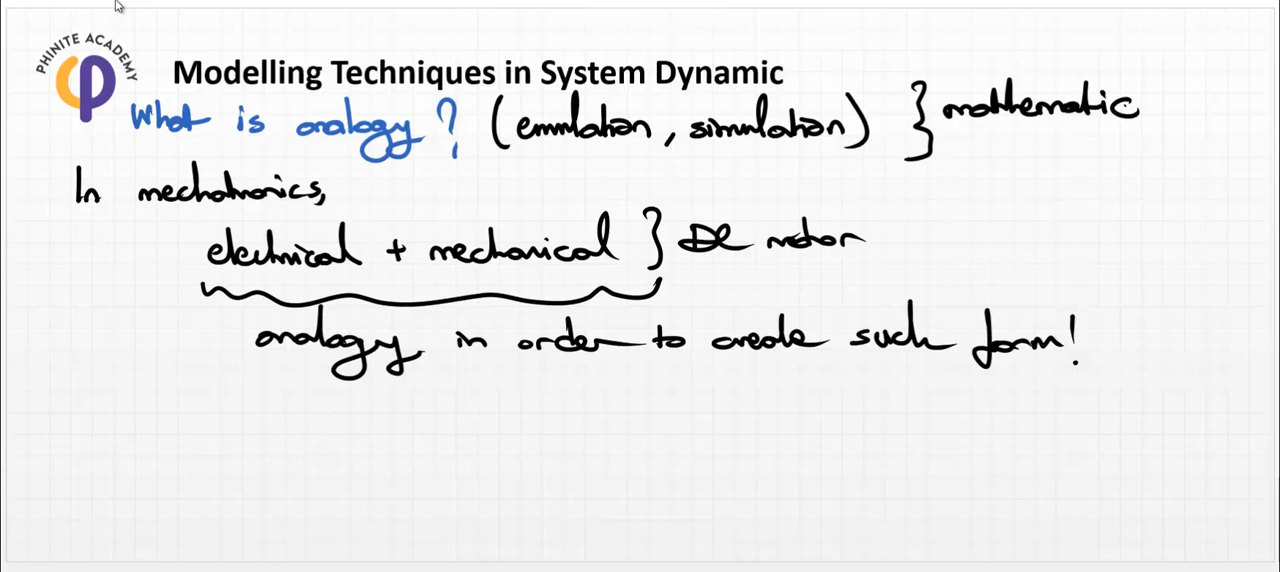 PHINITE ACADEMY
Modelling Techniques in System Dynamic
What is analogy? (emulation, simulation) } mathematic
In mechatronics,
electrical + mechanical } DC motor
analogy in order to create such form!